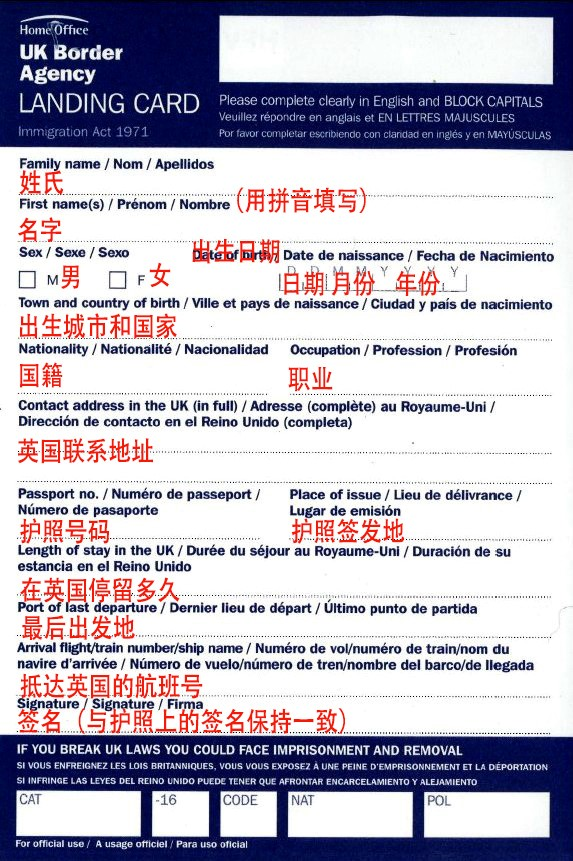 Home Office
UK Border
Agency
LANDING CARD
Immigration Act 1971
Please complete clearly in English and BLOCK CAPITALS
Veuillez répondre en anglais et EN LETTRES MAJUSCULES
Por favor completar escribiendo con claridad en inglés y en MAYÚSCULAS
Family name / Nom / Apellidos
姓氏
First name(s) / Prénom / Nombre (用拼音填写)
名字
Sex / Sexe / Sexo
M 男 F 女
Date of birth / Date de naissance / Fecha de Nacimiento
出生日期
D D M M Y Y Y Y
日期 月份 年份
Town and country of birth / Ville et pays de naissance / Ciudad y país de nacimiento
出生城市和国家
Nationality / Nationalité / Nacionalidad
国籍
Occupation / Profession / Profesión
职业
Contact address in the UK (in full) / Adresse (complète) au Royaume-Uni /
Dirección de contacto en el Reino Unido (completa)
英国联系地址
Passport no. / Numéro de passeport /
Número de pasaporte
护照号码
Place of issue / Lieu de délivrance /
Lugar de emisión
护照签发地
Length of stay in the UK / Durée du séjour au Royaume-Uni / Duración de su
estancia en el Reino Unido
在英国停留多久
Port of last departure / Dernier lieu de départ / Último punto de partida
最后出发地
Arrival flight/train number/ship name / Numéro de vol/numéro de train/nom du
navire d'arrivée / Número de vuelo/número de tren/nombre del barco/de llegada
抵达英国的航班号
Signature / Signature / Firma
签名（与护照上的签名保持一致）
IF YOU BREAK UK LAWS YOU COULD FACE IMPRISONMENT AND REMOVAL
SI VOUS ENFREIGNEZ LES LOIS BRITANNIQUES, VOUS VOUS EXPOSEZ À UNE PEINE D'EMPRISONNEMENT ET LA DÉPORTATION
SI INFRINGE LAS LEYES DEL REINO UNIDO PUEDE TENER QUE AFRONTAR ENCARCELAMIENTO Y ALEJAMIENTO
CAT
-16
CODE
NAT
POL
For official use / A usage officiel / Para uso oficial